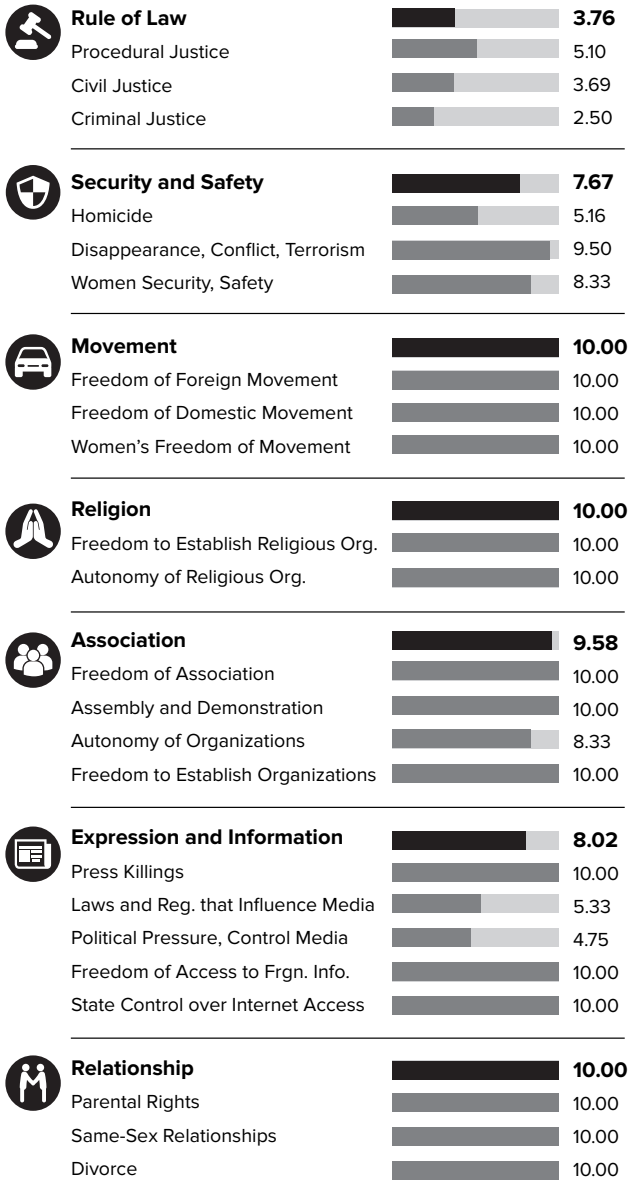 Rule of Law 3.76
Procedural Justice 5.10
Civil Justice 3.69
Criminal Justice 2.50
Security and Safety 7.67
Homicide 5.16
Disappearance, Conflict, Terrorism 9.50
Women Security, Safety 8.33
Movement 10.00
Freedom of Foreign Movement 10.00
Freedom of Domestic Movement 10.00
Women’s Freedom of Movement 10.00
Religion 10.00
Freedom to Establish Religious Org. 10.00
Autonomy of Religious Org. 10.00
Association 9.58
Freedom of Association 10.00
Assembly and Demonstration 10.00
Autonomy of Organizations 8.33
Freedom to Establish Organizations 10.00
Expression and Information 8.02
Press Killings 10.00
Laws and Reg. that Influence Media 5.33
Political Pressure, Control Media 4.75
Freedom of Access to Frgn. Info. 10.00
State Control over Internet Access 10.00
Relationship 10.00
Parental Rights 10.00
Same-Sex Relationships 10.00
Divorce 10.00